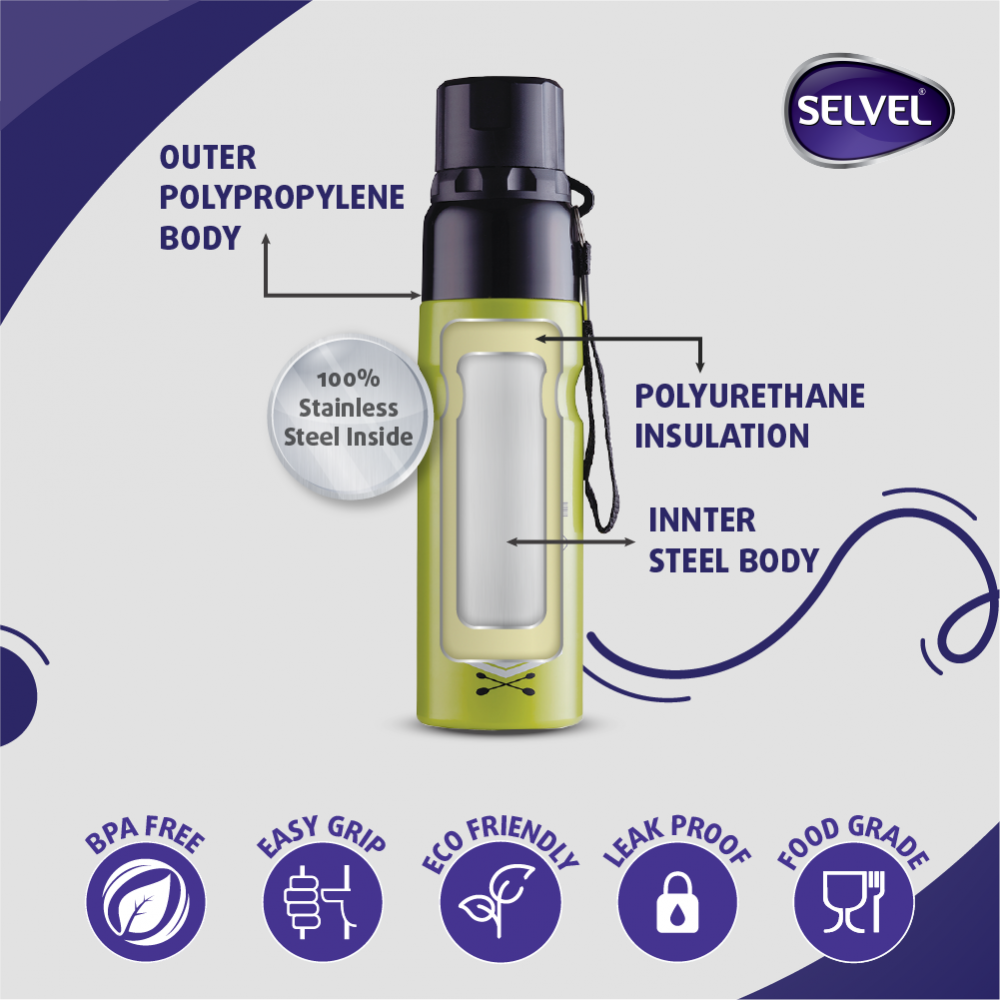 SELVEL®
OUTER
POLYPROPYLENE
BODY
100%
Stainless
Steel Inside
POLYURETHANE
INSULATION
INNTER
STEEL BODY
BPA FREE
EASY GRIP
ECO FRIENDLY
LEAK PROOF
FOOD GRADE